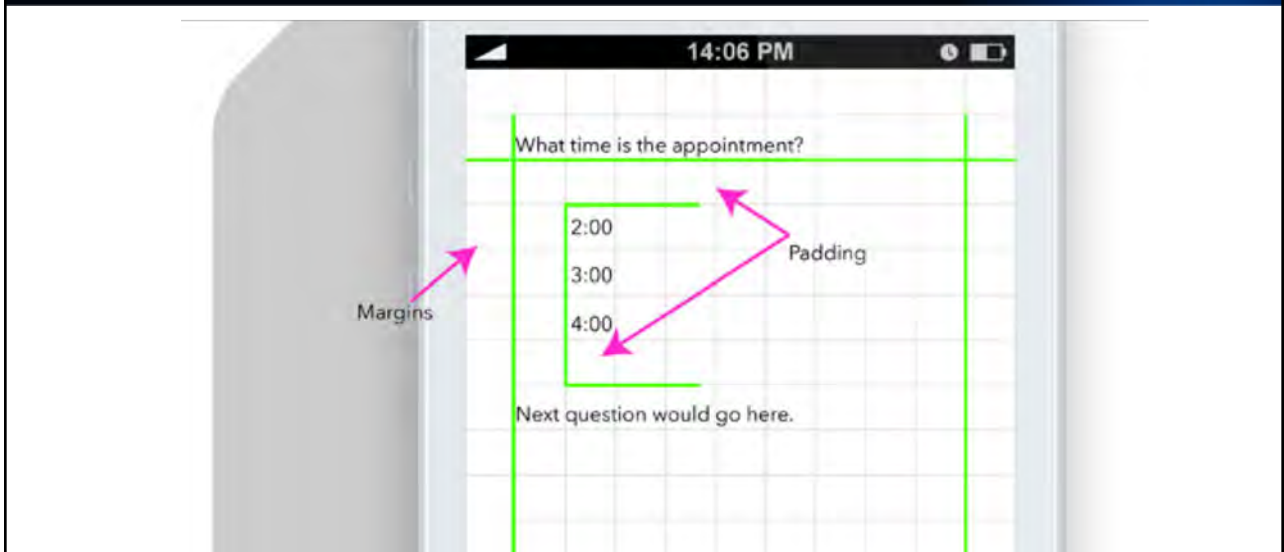 14:06 PM
What time is the appointment?
2:00
Padding
3:00
Margins
4:00
Next question would go here.